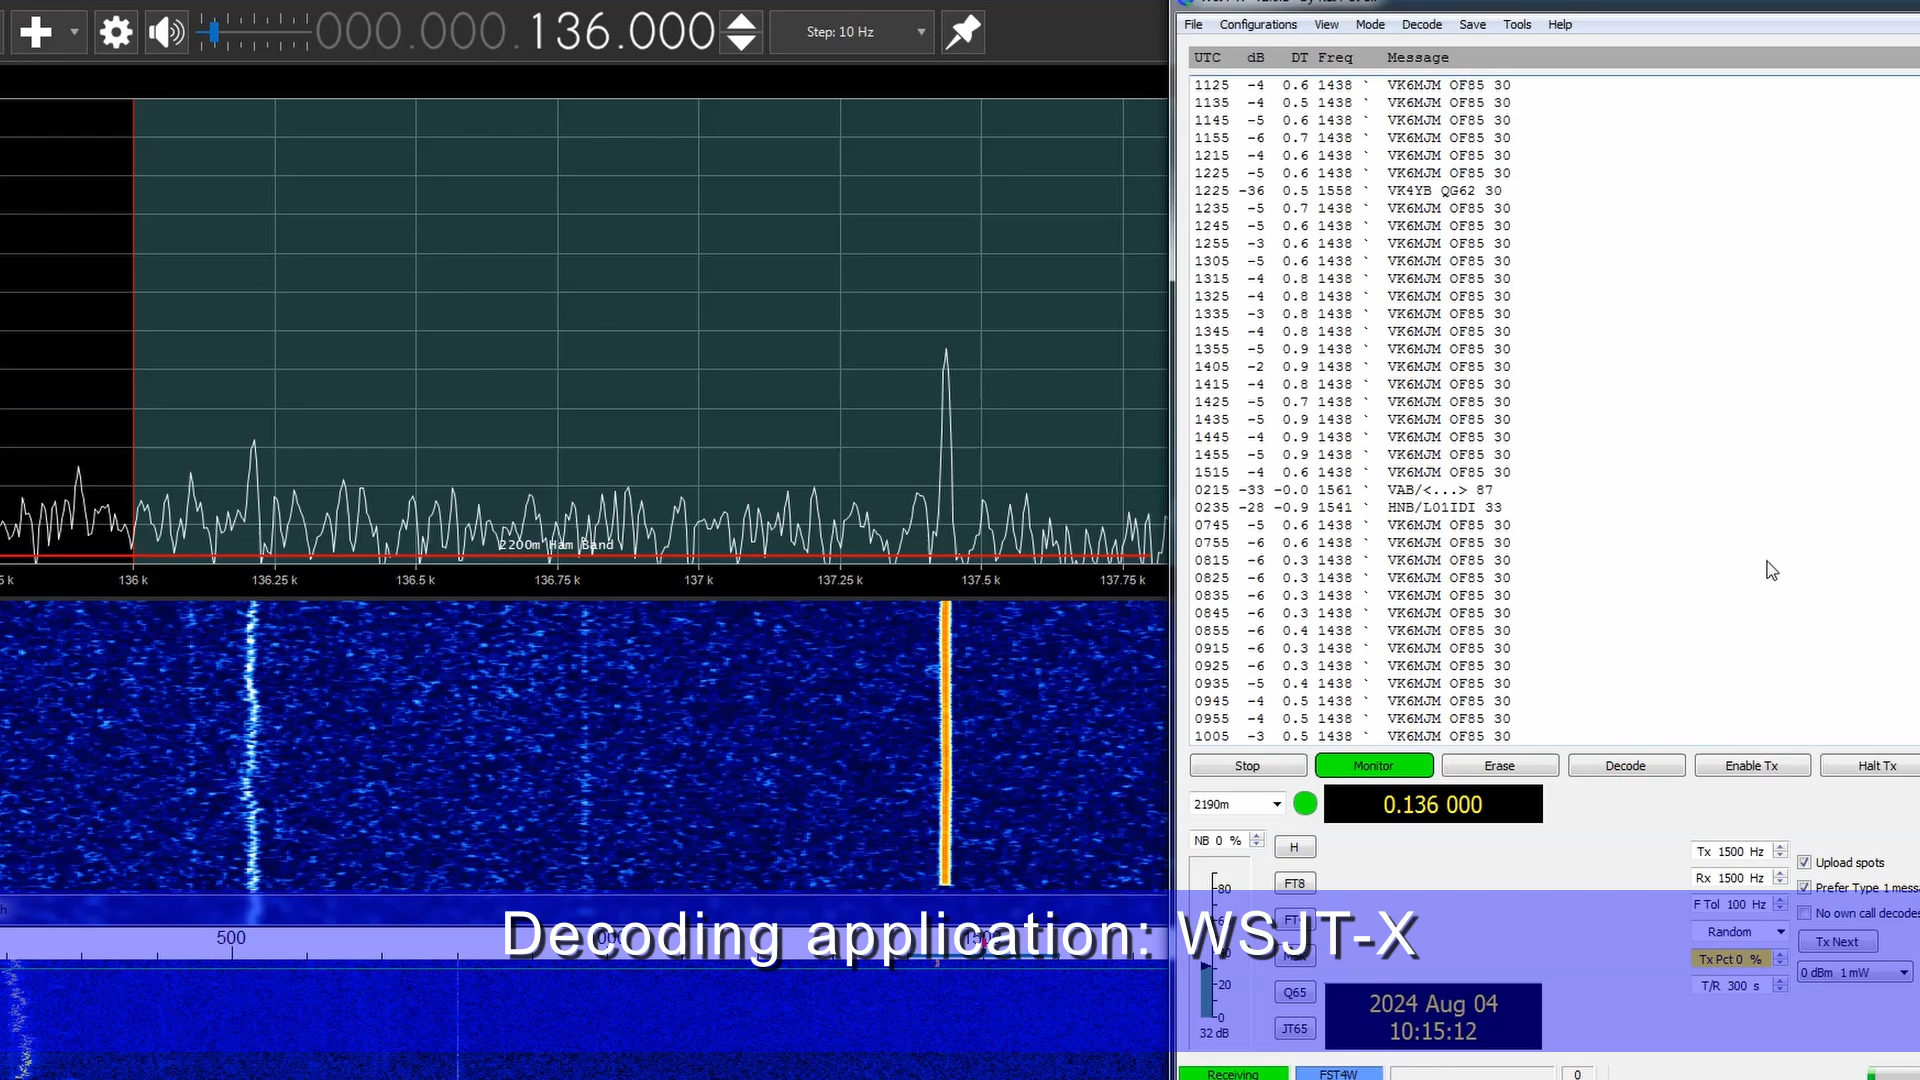 000.000.136.000 Step: 10 Hz
File Configurations View Mode Decode Save Tools Help
UTC dB DT Freq Message
1125 -4 0.6 1438 ` VK6MJM OF85 30
1135 -4 0.5 1438 ` VK6MJM OF85 30
1145 -5 0.6 1438 ` VK6MJM OF85 30
1155 -6 0.7 1438 ` VK6MJM OF85 30
1215 -4 0.6 1438 ` VK6MJM OF85 30
1225 -5 0.6 1438 ` VK6MJM OF85 30
1225 -36 0.5 1558 ` VK4YB QG62 30
1235 -5 0.7 1438 ` VK6MJM OF85 30
1245 -5 0.6 1438 ` VK6MJM OF85 30
1255 -3 0.6 1438 ` VK6MJM OF85 30
1305 -5 0.6 1438 ` VK6MJM OF85 30
1315 -4 0.8 1438 ` VK6MJM OF85 30
1325 -4 0.8 1438 ` VK6MJM OF85 30
1335 -3 0.8 1438 ` VK6MJM OF85 30
1345 -4 0.8 1438 ` VK6MJM OF85 30
1355 -5 0.9 1438 ` VK6MJM OF85 30
1405 -2 0.9 1438 ` VK6MJM OF85 30
1415 -4 0.8 1438 ` VK6MJM OF85 30
1425 -5 0.7 1438 ` VK6MJM OF85 30
1435 -5 0.9 1438 ` VK6MJM OF85 30
1445 -4 0.9 1438 ` VK6MJM OF85 30
1455 -5 0.9 1438 ` VK6MJM OF85 30
1515 -4 0.6 1438 ` VK6MJM OF85 30
0215 -33 -0.0 1561 ` VAB/<...> 87
0235 -28 -0.9 1541 ` HNB/L01IDI 33
0745 -5 0.6 1438 ` VK6MJM OF85 30
0755 -6 0.6 1438 ` VK6MJM OF85 30
0815 -6 0.3 1438 ` VK6MJM OF85 30
0825 -6 0.3 1438 ` VK6MJM OF85 30
0835 -6 0.3 1438 ` VK6MJM OF85 30
0845 -6 0.3 1438 ` VK6MJM OF85 30
0855 -6 0.4 1438 ` VK6MJM OF85 30
0915 -6 0.3 1438 ` VK6MJM OF85 30
0925 -6 0.3 1438 ` VK6MJM OF85 30
0935 -5 0.4 1438 ` VK6MJM OF85 30
0945 -4 0.5 1438 ` VK6MJM OF85 30
0955 -4 0.5 1438 ` VK6MJM OF85 30
1005 -3 0.5 1438 ` VK6MJM OF85 30
2200m Ham Band
5 k 136 k 136.25 k 136.5 k 136.75 k 137 k 137.25 k 137.5 k 137.75 k
Stop Monitor Erase Decode Enable Tx Halt Tx
2190m 0.136 000
NB 0 % H
Tx 1500 Hz Upload spots
FT8 80
Rx 1500 Hz Prefer Type 1 messa
F Tol 100 Hz No own call decodes
Random Tx Next
Tx Pct 0 % 0 dBm 1 mW
T/R 300 s
500 1000 1500
Decoding application: WSJT-X
20 Q65
0
32 dB JT65
2024 Aug 04
10:15:12
Receiving FST4W 0